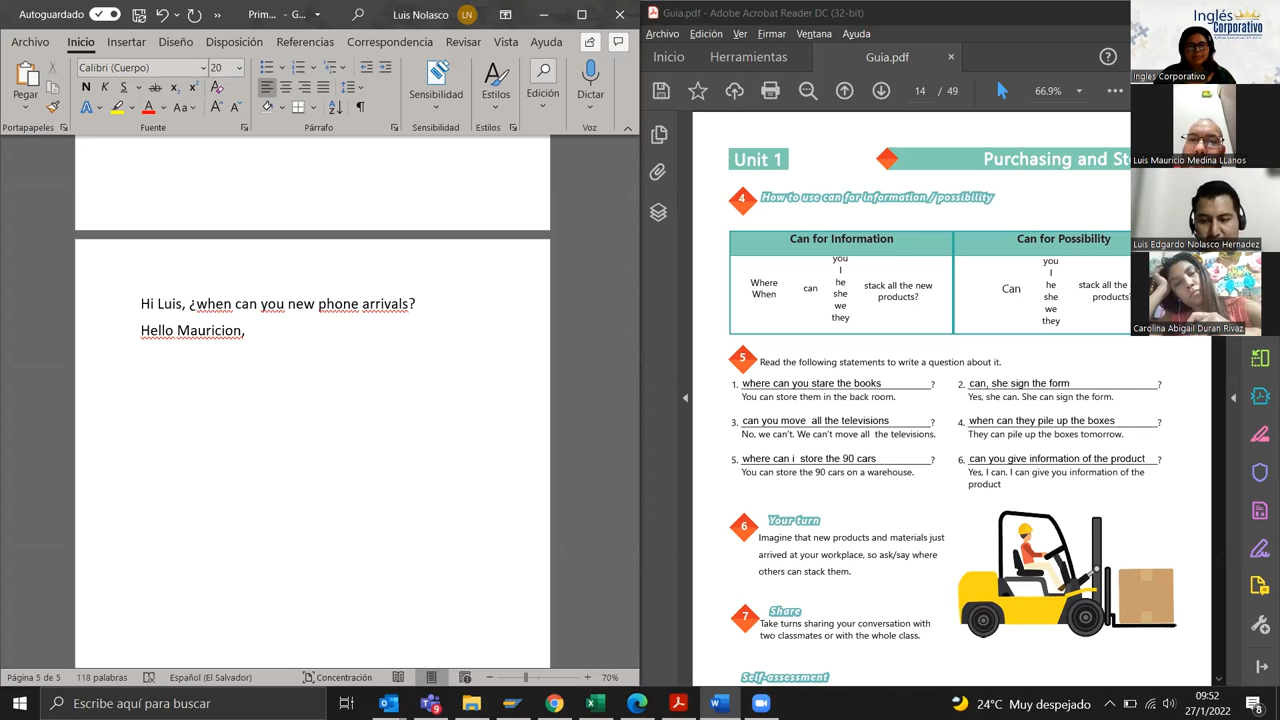 Autoguardado
Prim...
Luis Nolasco
LN
Archivo Inicio Insertar Diseño Disposición Referencias Correspondencia Revisar Vista Ayuda
Calibri (Cuerpo) 20
Pegar
N K S
Aa
Sensibilidad
Estilos
Edición
Dictar
Portapapeles
Fuente
Párrafo
Sensibilidad
Estilos
Voz
Hi Luis, ¿when can you new phone arrivals?
Hello Mauricion,
Página 5 de 5 118 palabras Español (El Salvador) Concentración 70%
Guia.pdf - Adobe Acrobat Reader DC (32-bit)
Archivo Edición Ver Firmar Ventana Ayuda
Inicio Herramientas Guia.pdf
14 / 49
66.9%
Unit 1
Purchasing and St
4
How to use can for information / possibility
Can for Information
Can for Possibility
Where
When
can
you
I
he
she
we
they
stack all the new
products?
Can
you
I
he
she
we
they
stack all the
products?
5
Read the following statements to write a question about it.
1. where can you stare the books ?
You can store them in the back room.
2. can, she sign the form ?
Yes, she can. She can sign the form.
3. can you move all the televisions ?
No, we can't. We can't move all the televisions.
4. when can they pile up the boxes ?
They can pile up the boxes tomorrow.
5. where can i store the 90 cars ?
You can store the 90 cars on a warehouse.
6. can you give information of the product ?
Yes, I can. I can give you information of the
product
6
Your turn
Imagine that new products and materials just
arrived at your workplace, so ask/say where
others can stack them.
7
Share
Take turns sharing your conversation with
two classmates or with the whole class.
Self-assessment
Inglés
Corporativo
Ingles Corporativo
Luis Mauricio Medina LLanos
Luis Edgardo Nolasco Hernadez
Carolina Abigail Duran Rivaz
Escribe aquí para buscar
9
24°C Muy despejado
09:52
27/1/2022
8